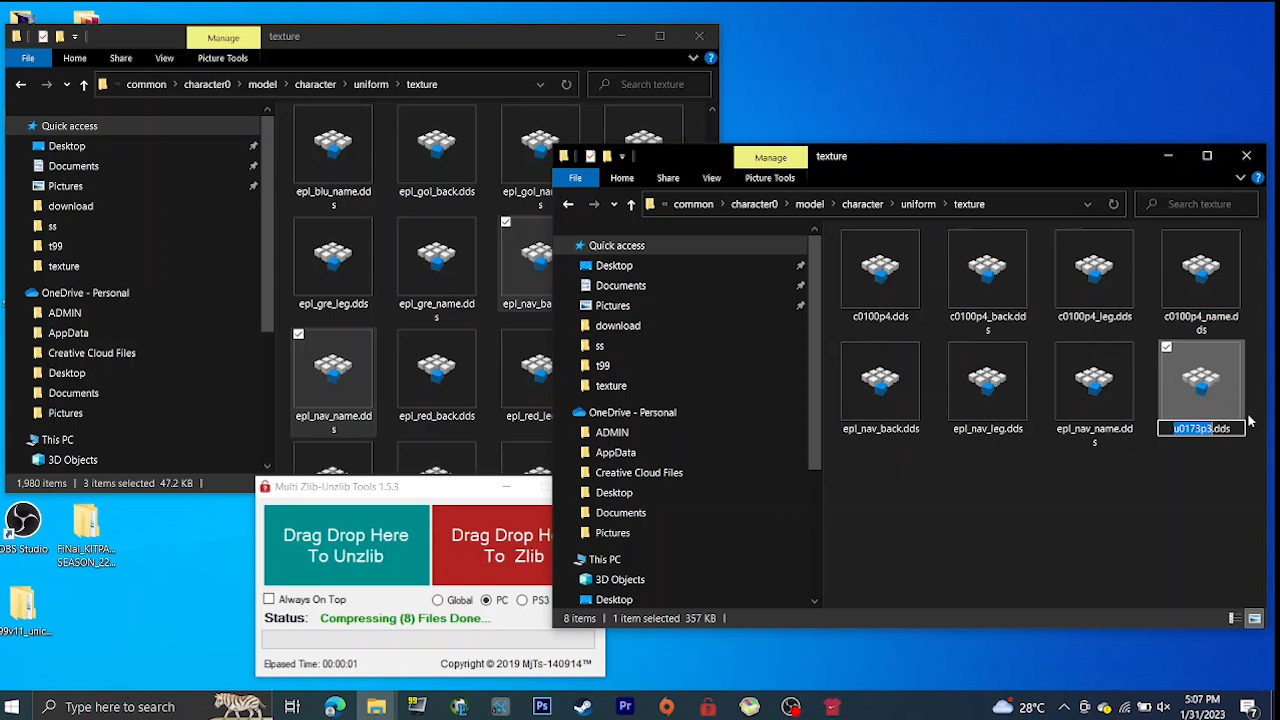 Manage
texture
File
Home
Share
View
Picture Tools
common
character0
model
character
uniform
texture
Search texture
Quick access
Desktop
Documents
Pictures
download
ss
t99
texture
OneDrive - Personal
ADMIN
AppData
Creative Cloud Files
Desktop
Documents
Pictures
This PC
3D Objects
epl_blu_name.dd
s
epl_gol_back.dds
epl_gol_na
epl_gre_leg.dds
epl_gre_name.dd
s
epl_nav_ba
epl_nav_name.dd
s
epl_red_back.dds
epl_red_le
1,980 items
3 items selected 47.2 KB
Manage
texture
File
Home
Share
View
Picture Tools
common
character0
model
character
uniform
texture
Search texture
Quick access
Desktop
Documents
Pictures
download
ss
t99
texture
OneDrive - Personal
ADMIN
AppData
Creative Cloud Files
Desktop
Documents
Pictures
This PC
3D Objects
Desktop
c0100p4.dds
c0100p4_back.dd
s
c0100p4_leg.dds
c0100p4_name.d
ds
epl_nav_back.dds
epl_nav_leg.dds
epl_nav_name.dd
s
u0173p3.dds
8 items
1 item selected 357 KB
Multi Zlib-Unzlib Tools 1.5.3
Drag Drop Here
To Unzlib
Drag Drop He
To Zlib
Always On Top
Global
PC
PS3
Status:
Compressing (8) Files Done...
Elpased Time: 00:00:01
Copyright © 2019 MjTs-140914™
OBS Studio
FiNal_KITPA...
SEASON_22...
99v11_unic...
Type here to search
28°C
5:07 PM
1/31/2023
7